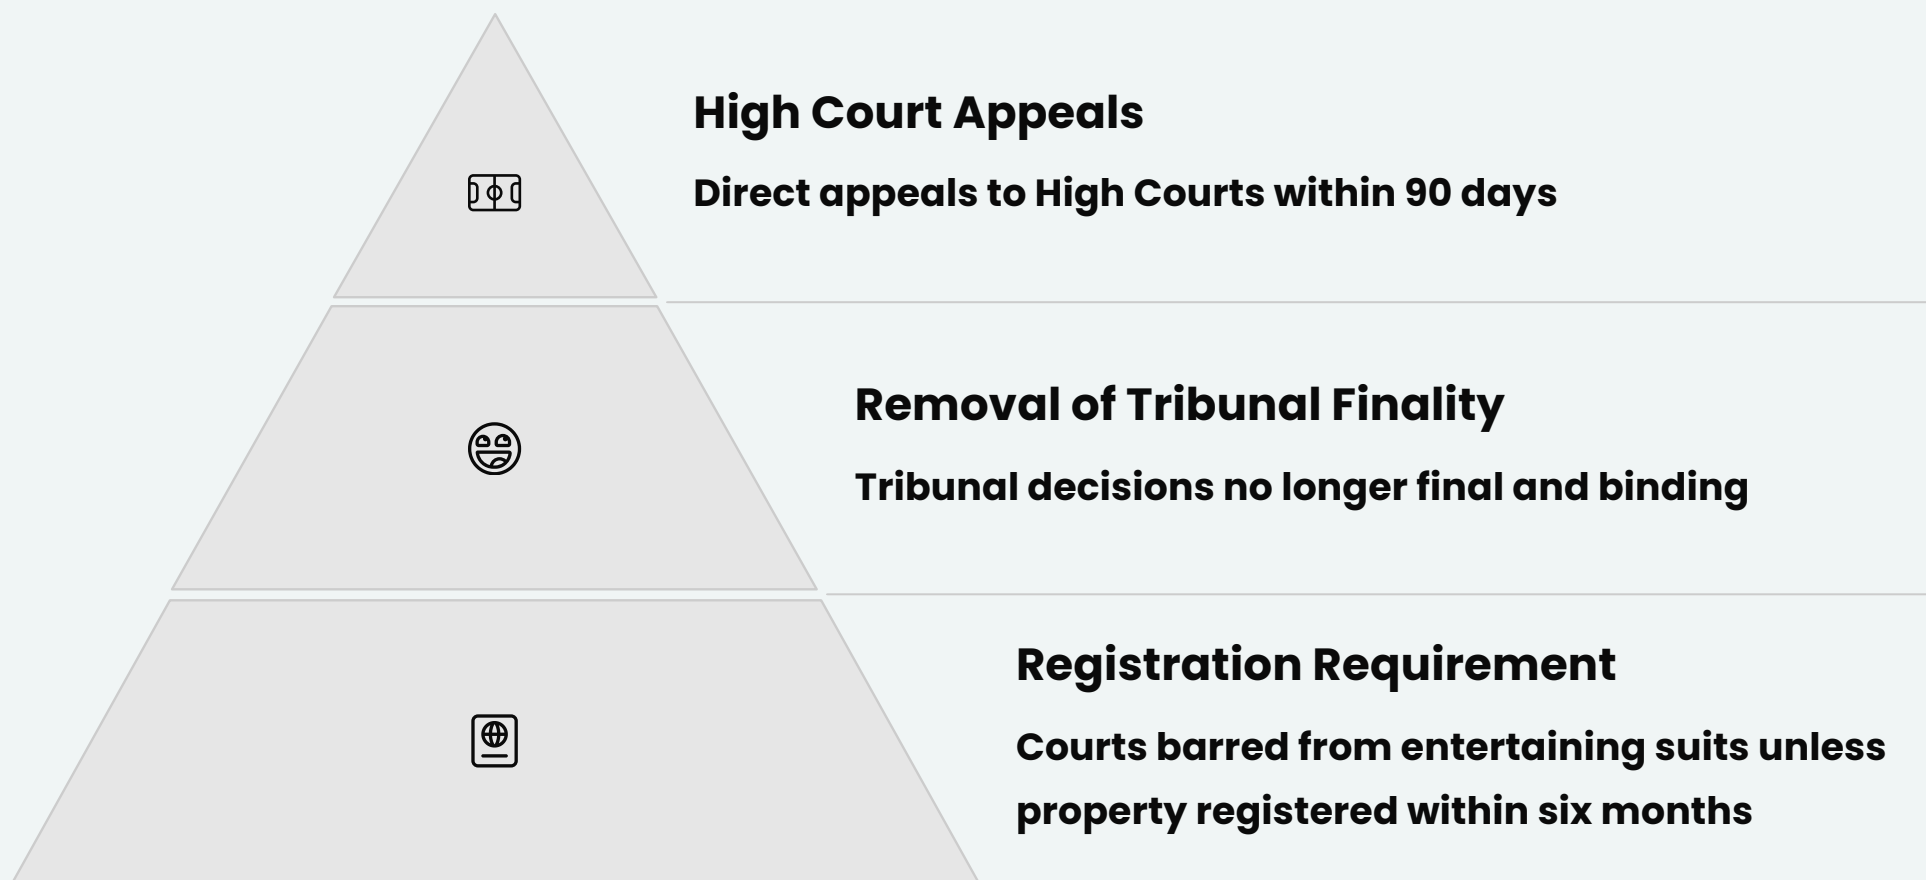 High Court Appeals
Direct appeals to High Courts within 90 days
Removal of Tribunal Finality
Tribunal decisions no longer final and binding
Registration Requirement
Courts barred from entertaining suits unless
property registered within six months